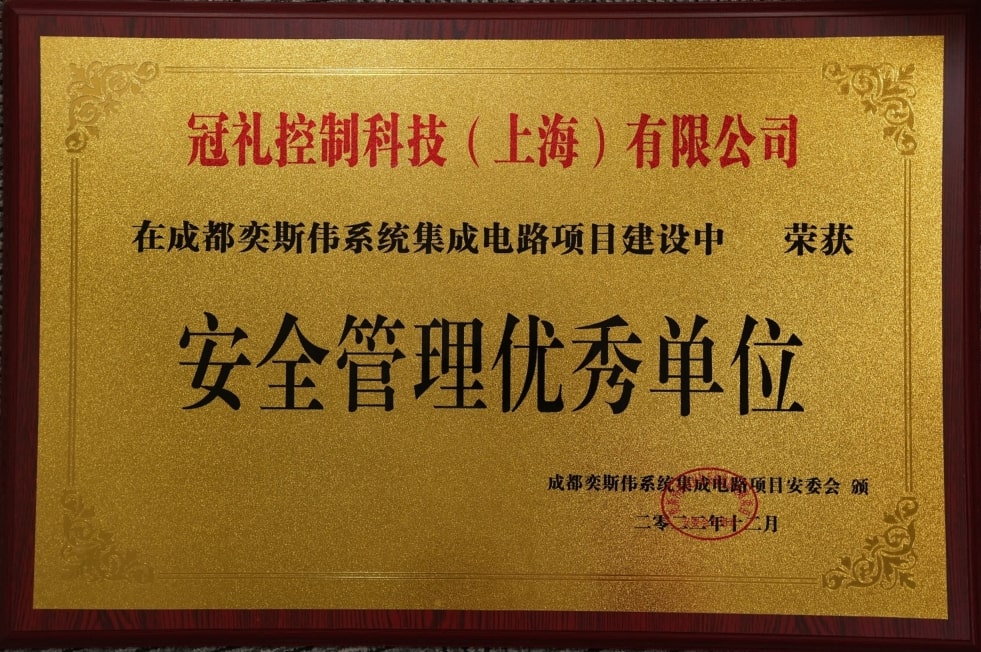 冠礼控制科技（上海）有限公司
在成都奕斯伟系统集成电路项目建设中 荣获
安全管理优秀单位
成都奕斯伟系统集成电路项目安委会 颁
二零二三年十二月